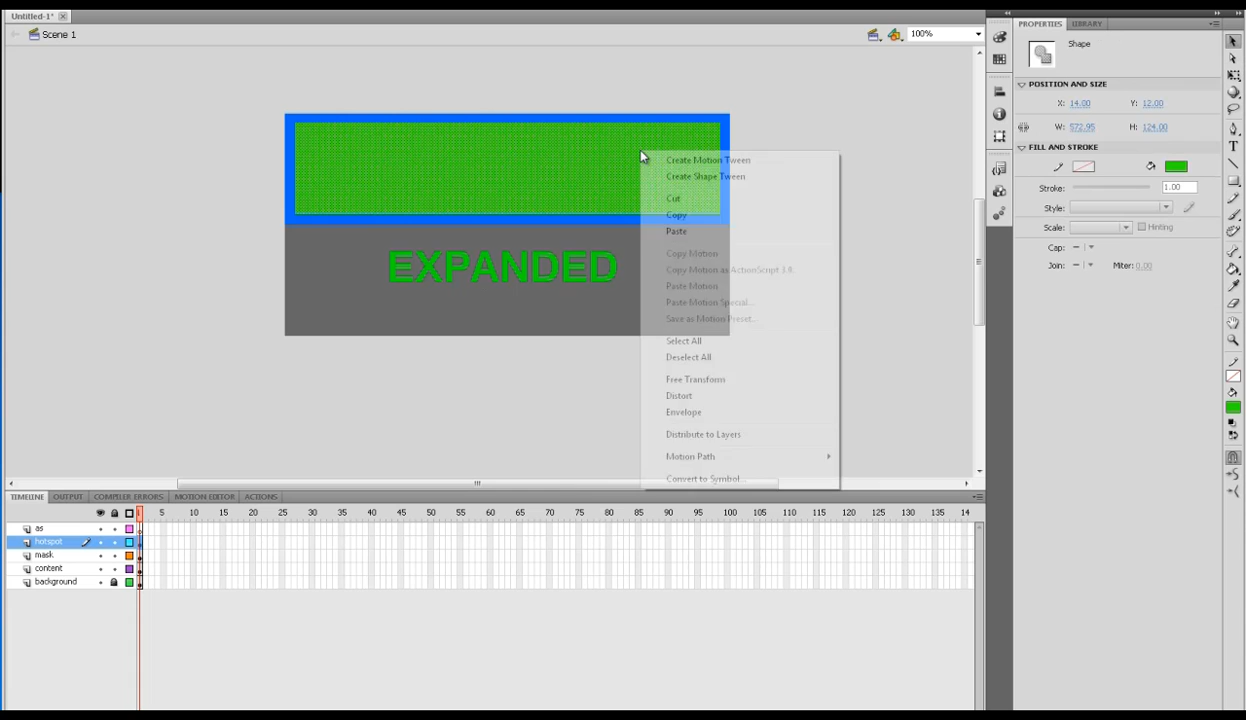 Untitled-1*
Scene 1
100%
EXPANDED
Create Motion Tween
Create Shape Tween
Cut
Copy
Paste
Copy Motion
Copy Motion as ActionScript 3.0...
Paste Motion
Paste Motion Special...
Save as Motion Preset...
Select All
Deselect All
Free Transform
Distort
Envelope
Distribute to Layers
Motion Path
Convert to Symbol...
PROPERTIES LIBRARY
Shape
POSITION AND SIZE
X: 14.00 Y: 12.00
W: 572.95 H: 124.00
FILL AND STROKE
Stroke: 1.00
Style:
Scale: Hinting
Cap:
Join: Miter: 0.00
TIMELINE OUTPUT COMPILER ERRORS MOTION EDITOR ACTIONS
1 5 10 15 20 25 30 35 40 45 50 55 60 65 70 75 80 85 90 95 100 105 110 115 120 125 130 135 14
as
hotspot
mask
content
background